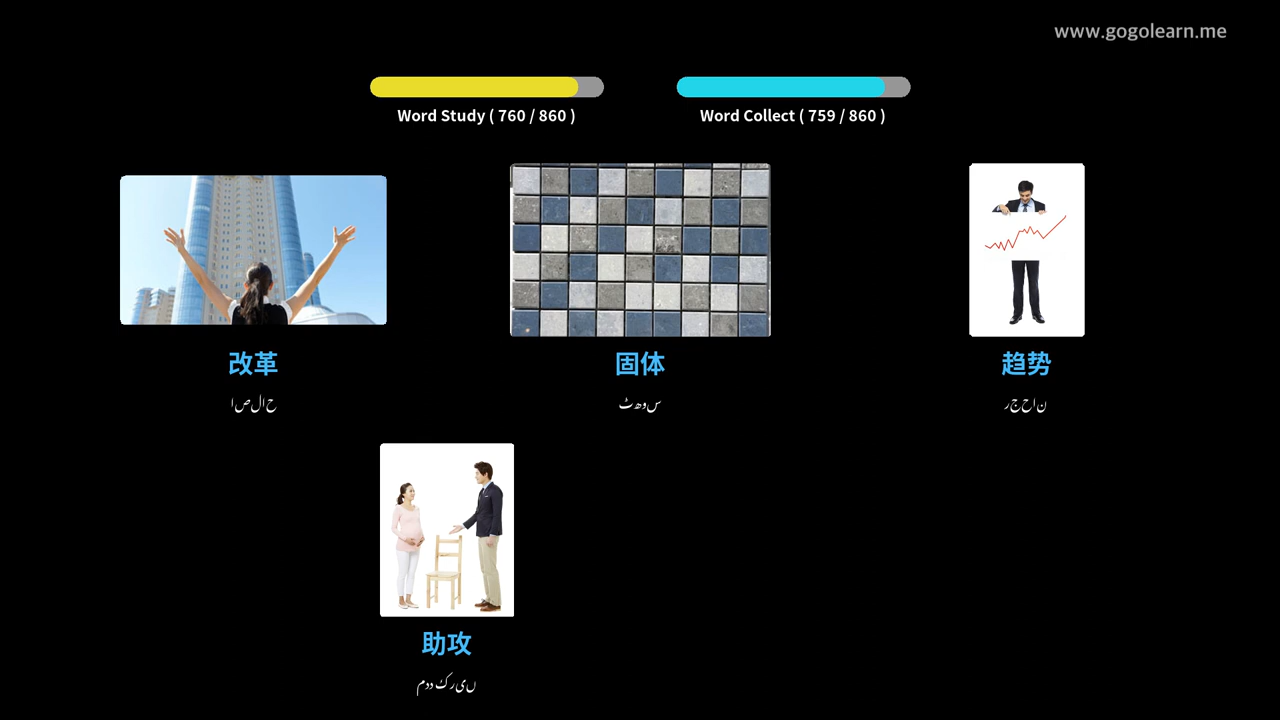 www.gogolearn.me
Word Study ( 760 / 860 )
Word Collect ( 759 / 860 )
改革
اصلاح
固体
ٹھوس
趋势
رجحان
助攻
مدد کریں